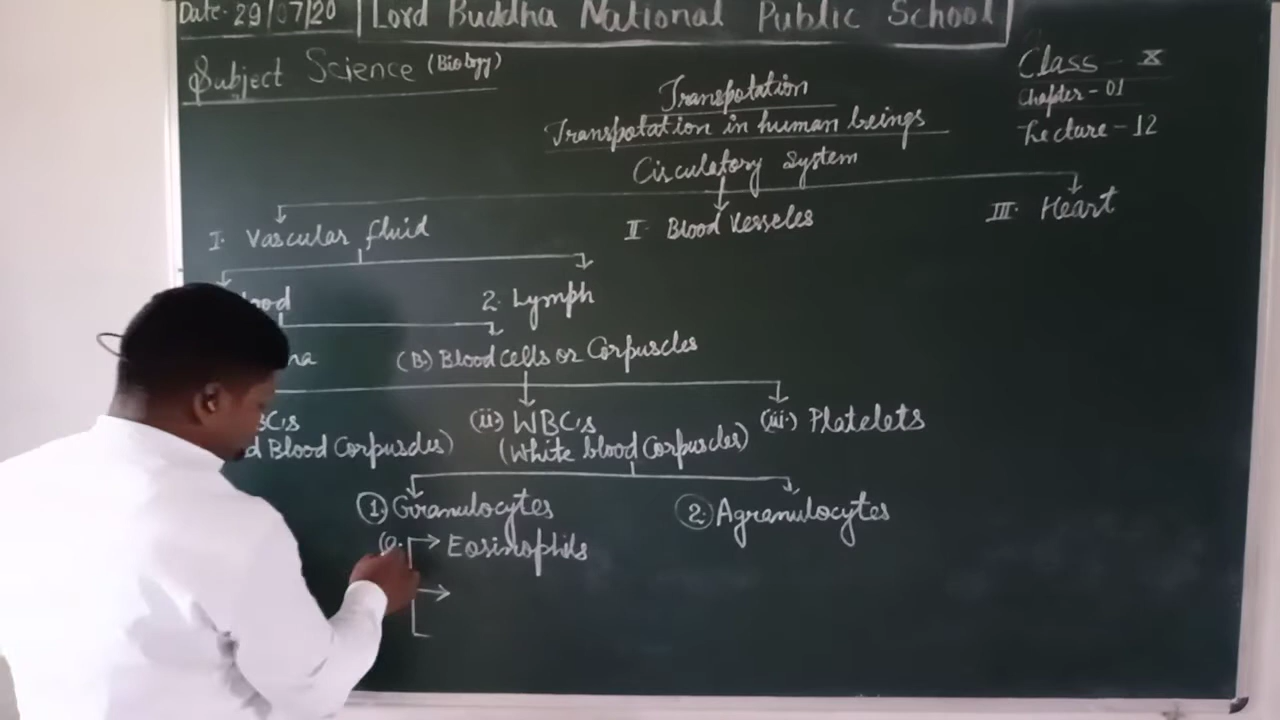 Date- 29/07/20
Lord Buddha National Public School
Subject Science (Biology)
Class - X
Chapter - 01
Lecture - 12
Transpotation
Transpotation in human beings
Circulatory System
I. Vascular fluid
II. Blood Vesseles
III. Heart
2. Lymph
(B.) Blood cells or Corpuscles
(ii) WBC's
(iii.) Platelets
Blood Corpuscles)
(White blood Corpuscles)
1. Granulocytes
2. Agranulocytes
Eosinophils